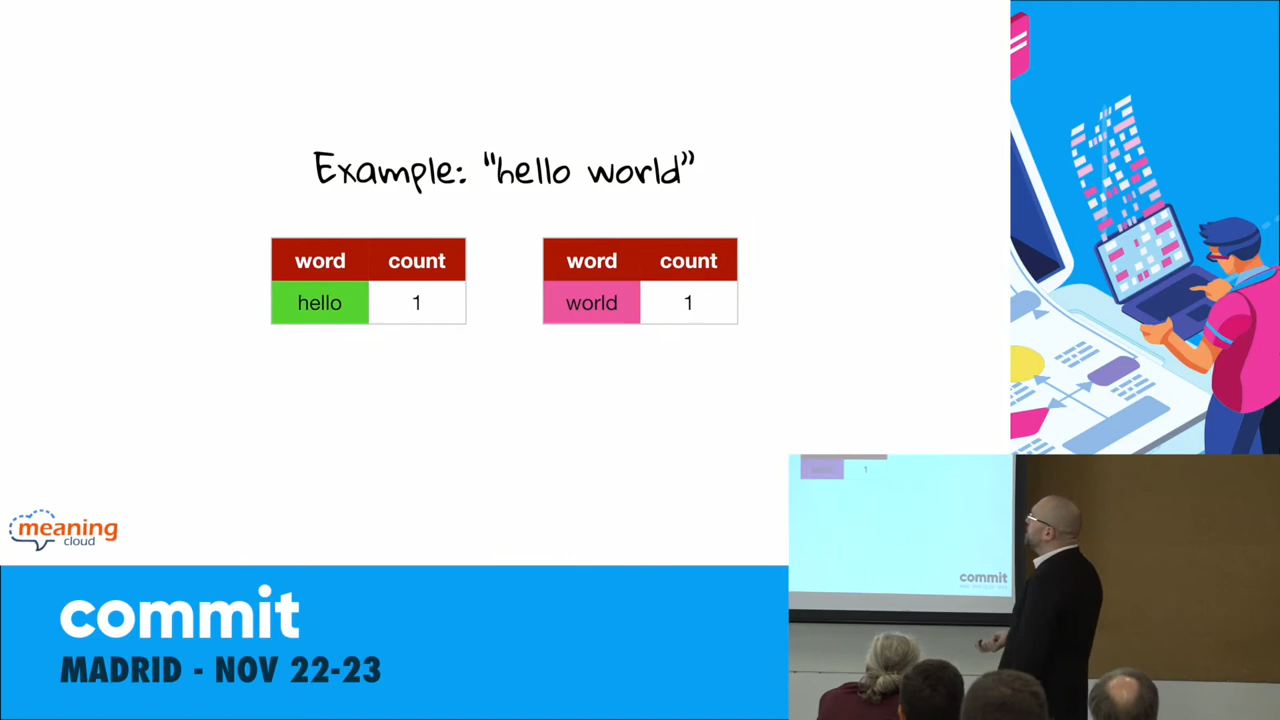 Example: "hello world"
word count
hello 1
word count
world 1
meaning
cloud
commit
MADRID - NOV 22-23
1
commit